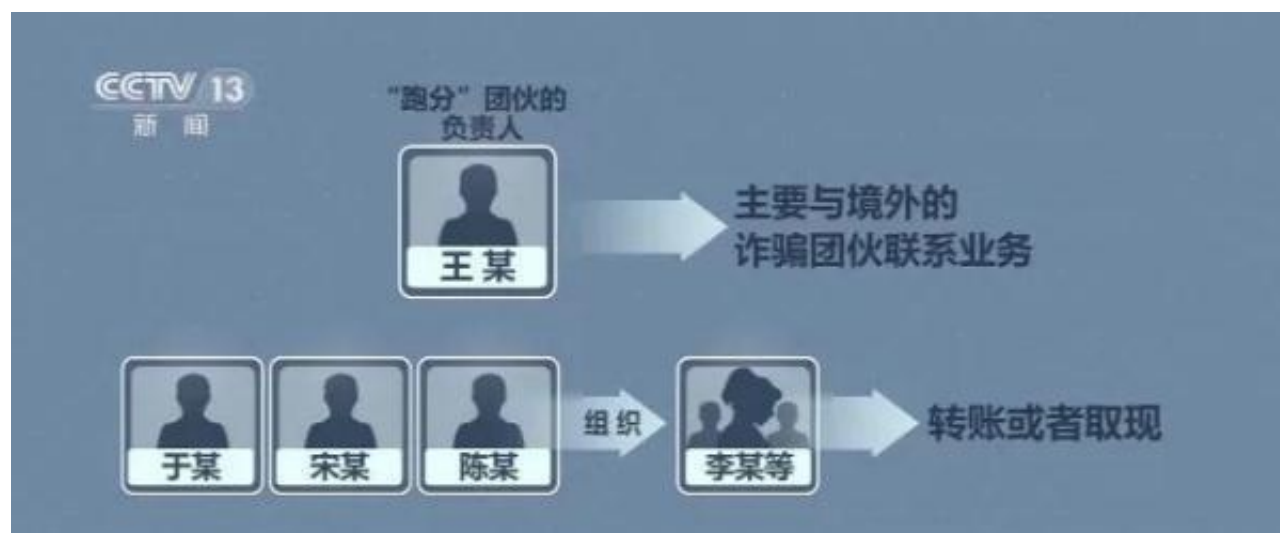 CCTV 13
新闻
“跑分”团伙的
负责人
王某
主要与境外的
诈骗团伙联系业务
于某
宋某
陈某
组织
李某等
转账或者取现